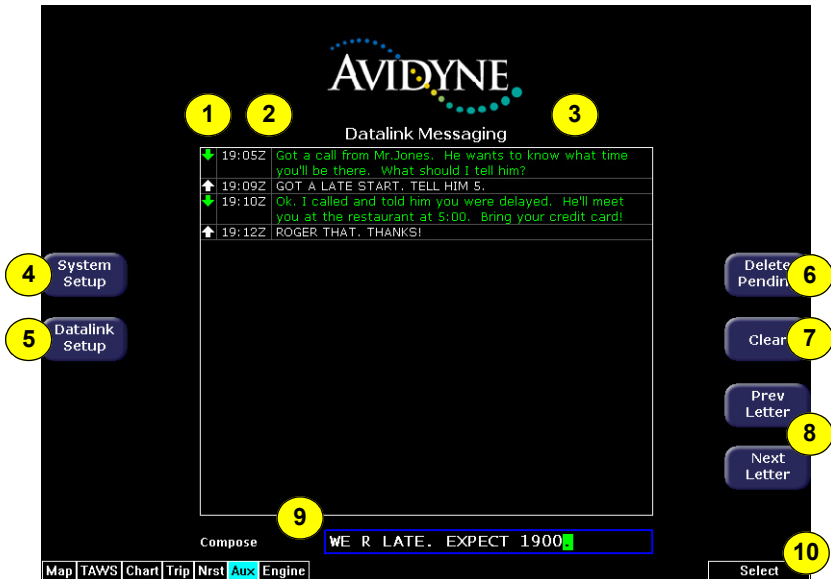 AVIDYNE
1
2
3
Datalink Messaging
19:05Z Got a call from Mr.Jones. He wants to know what time
you'll be there. What should I tell him?
19:09Z GOT A LATE START. TELL HIM 5.
19:10Z Ok. I called and told him you were delayed. He'll meet
you at the restaurant at 5:00. Bring your credit card!
19:12Z ROGER THAT. THANKS!
4
System
Setup
Delete
6
5
Datalink
Setup
Clear
7
Prev
Letter
8
Next
Letter
9
Compose
WE R LATE. EXPECT 1900.
10
Map TAWS Chart Trip Nrst Aux Engine
Select